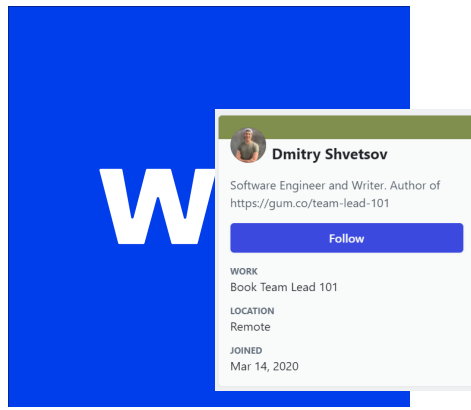 W
Dmitry Shvetsov
Software Engineer and Writer. Author of
https://gum.co/team-lead-101
Follow
WORK
Book Team Lead 101
LOCATION
Remote
JOINED
Mar 14, 2020